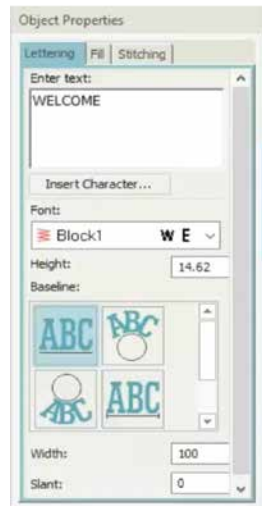 Object Properties
Lettering Fill Stitching
Enter text:
WELCOME
Insert Character...
Font:
Block1 W E
Height: 14.62
Baseline:
ABC ABC
ABC ABC
Width: 100
Slant: 0